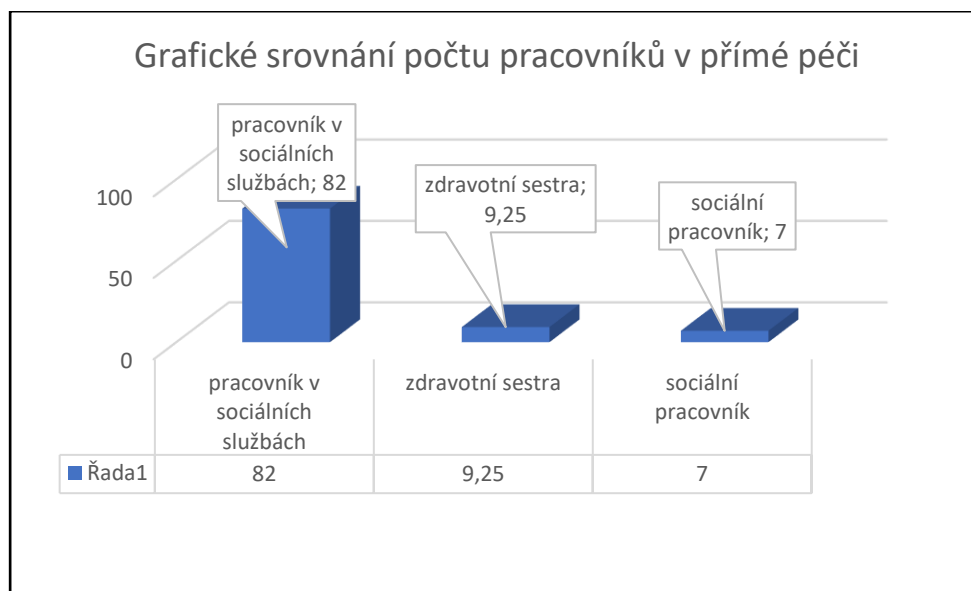 Grafické srovnání počtu pracovníků v přímé péči
pracovník v
sociálních
službách; 82
zdravotní sestra;
9,25
sociální
pracovník; 7
100
50
0
pracovník v
sociálních
službách
zdravotní sestra
sociální
pracovník
Řada1 82 9,25 7